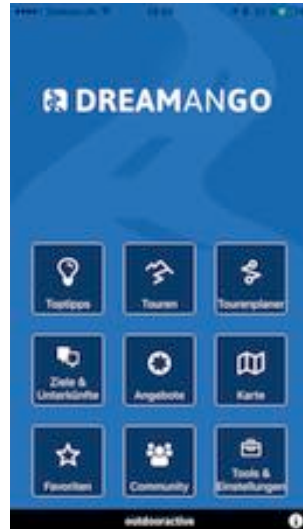 DREAMANGO
Toptipps
Touren
Tourenplaner
Ziele &
Unterkünfte
Angebote
Karte
Favoriten
Community
Tools &
Einstellungen
outdooractive